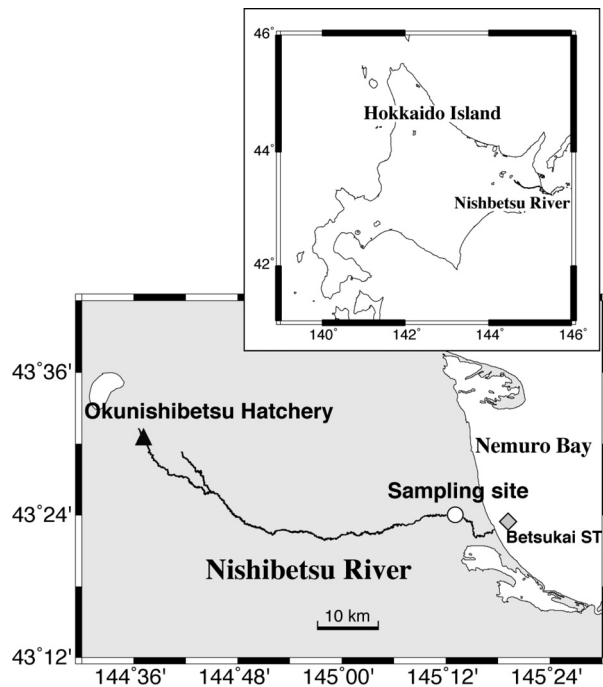 46˚
Hokkaido Island
44˚
Nishbetsu River
42˚
140˚ 142˚ 144˚ 146˚
43˚36'
Okunishibetsu Hatchery
Nemuro Bay
Sampling site
43˚24'
Betsukai ST
Nishibetsu River
10 km
43˚12'
144˚36' 144˚48' 145˚00' 145˚12' 145˚24'